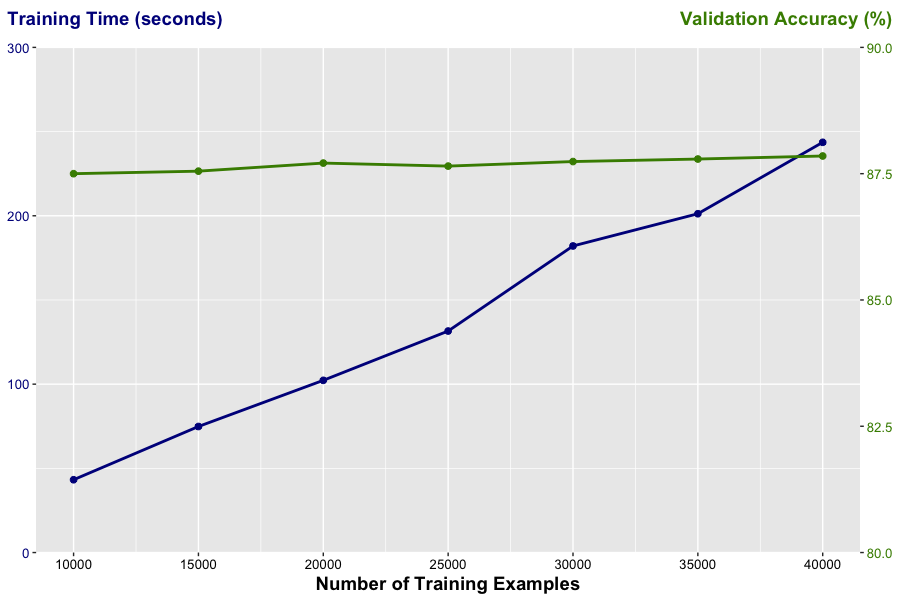 Training Time (seconds)
Validation Accuracy (%)
300
200
100
0
90.0
87.5
85.0
82.5
80.0
10000 15000 20000 25000 30000 35000 40000
Number of Training Examples